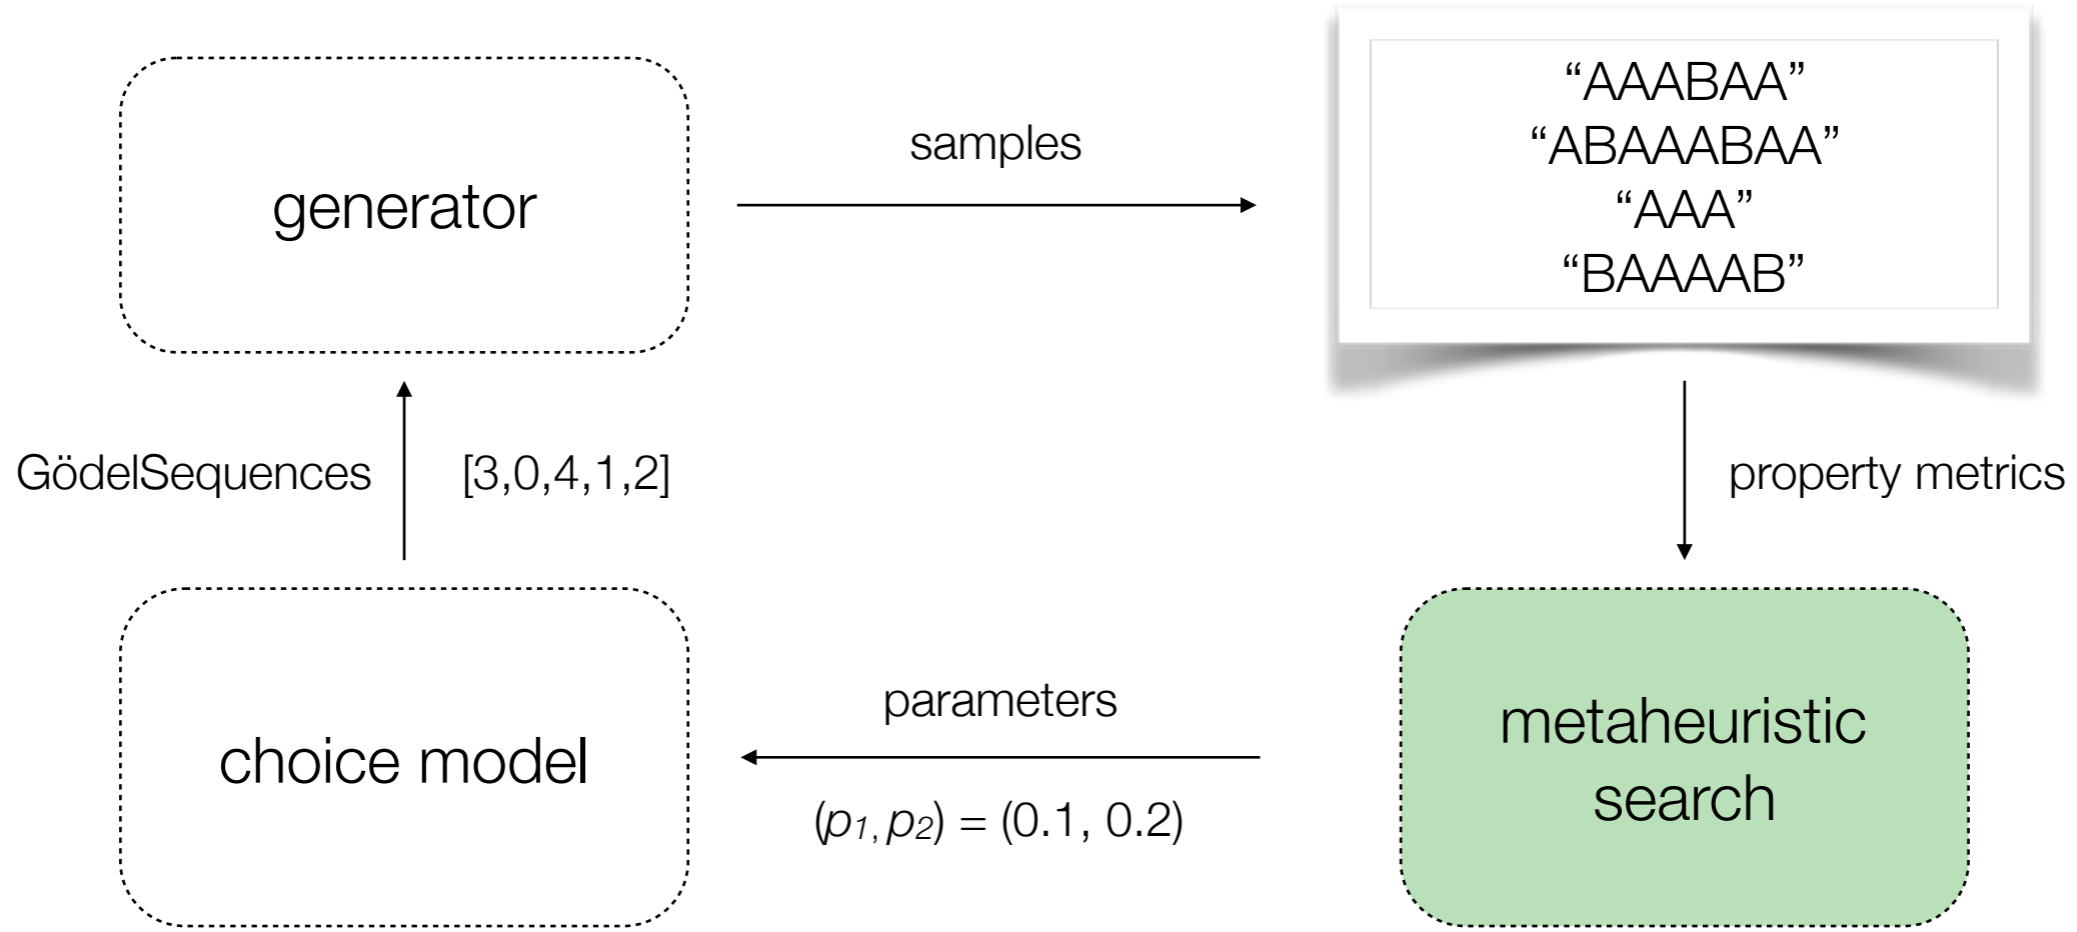 generator
samples
“AAABAA”
“ABAAABAA”
“AAA”
“BAAAAB”
GödelSequences
[3,0,4,1,2]
property metrics
choice model
parameters
(p1, p2) = (0.1, 0.2)
metaheuristic
search